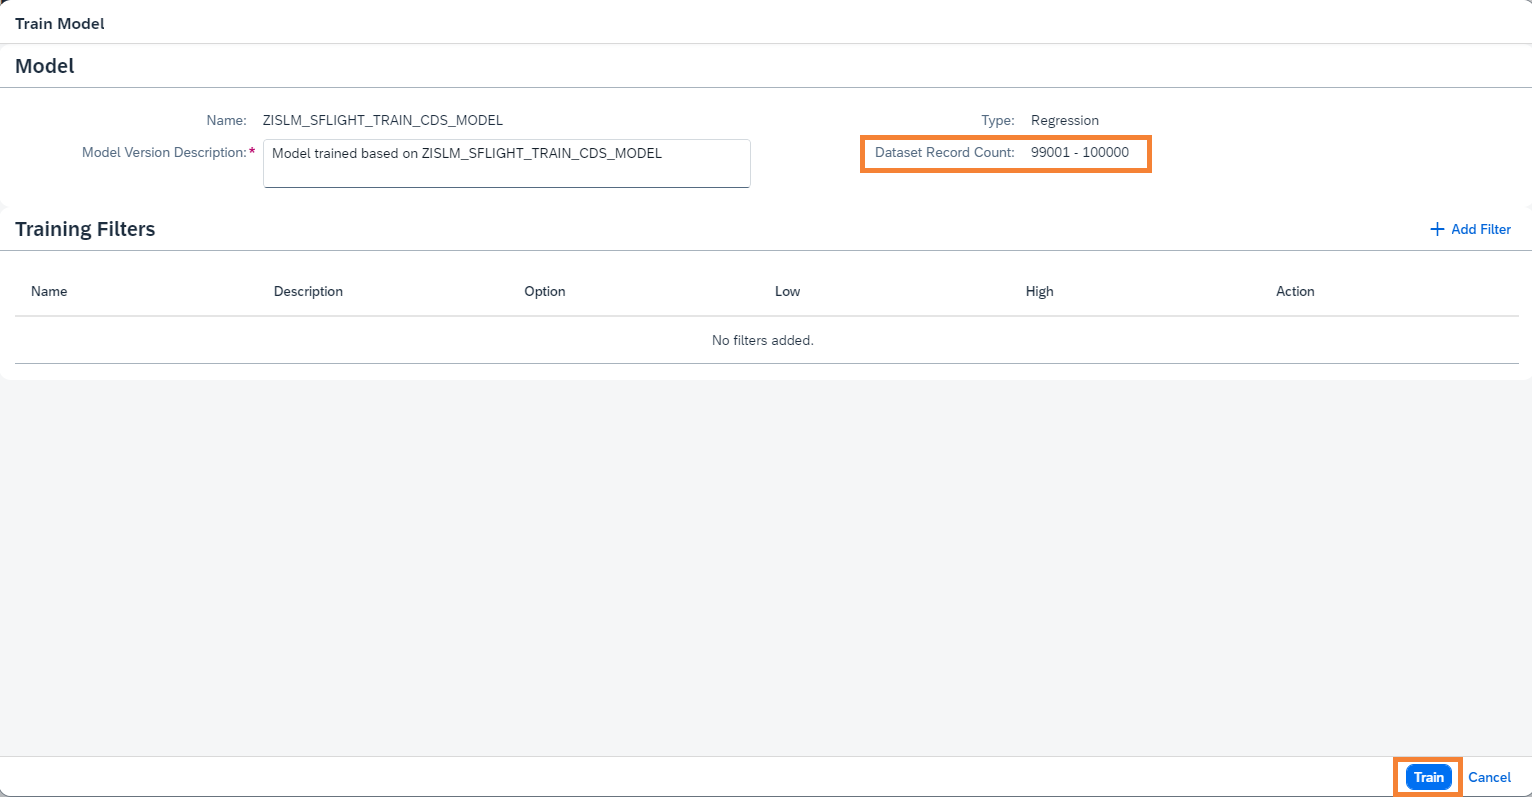 Train Model
Model
Name: ZISLM_SFLIGHT_TRAIN_CDS_MODEL
Type: Regression
Model Version Description:* Model trained based on ZISLM_SFLIGHT_TRAIN_CDS_MODEL
Dataset Record Count: 99001 - 100000
Training Filters
+ Add Filter
Name Description Option Low High Action
No filters added.
Train Cancel